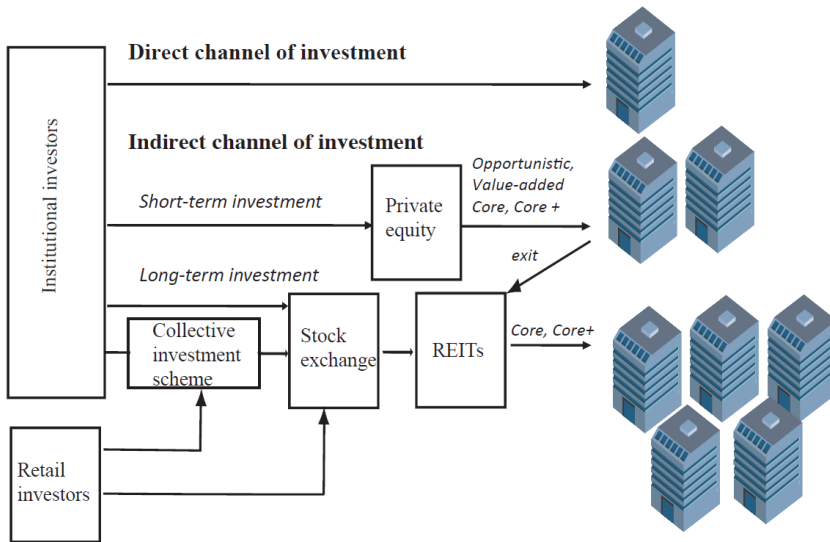 Direct channel of investment
Institutional investors
Indirect channel of investment
Opportunistic,
Value-added
Core, Core +
Short-term investment
Private
equity
exit
Long-term investment
Collective
investment
scheme
Stock
exchange
REITs
Core, Core+
Retail
investors